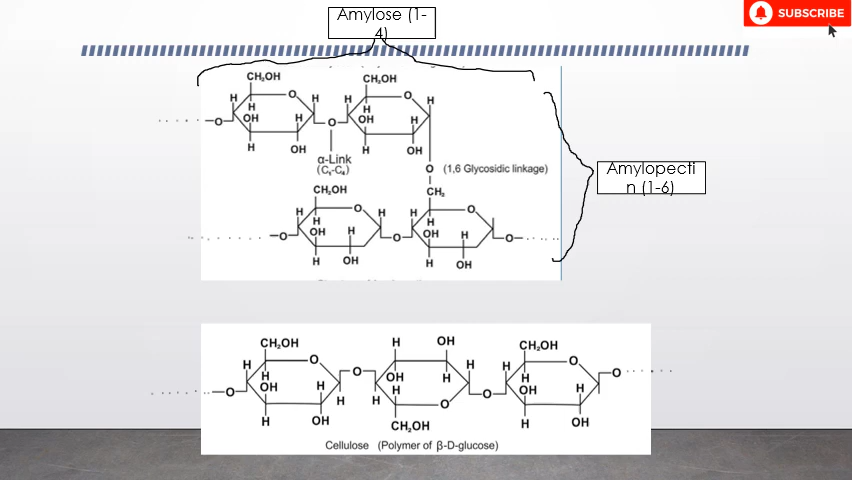 Amylose (1-
4)
SUBSCRIBE
CH₂OH
CH₂OH
O
O
H
H
H
H
H
H
OH
H
OH
H
O
O
H
OH
H
OH
α-Link
(C₁-C₄)
O
(1,6 Glycosidic linkage)
Amylopecti
n (1-6)
CH₂OH
CH₂
O
O
H
H
H
H
H
OH
H
OH
H
O
O
O
H
OH
H
OH
CH₂OH
H
OH
CH₂OH
O
O
H
O
H
H
O
H
OH
H
OH
H
H
OH
H
O
H
H
H
O
O
H
OH
CH₂OH
H
OH
Cellulose (Polymer of β-D-glucose)